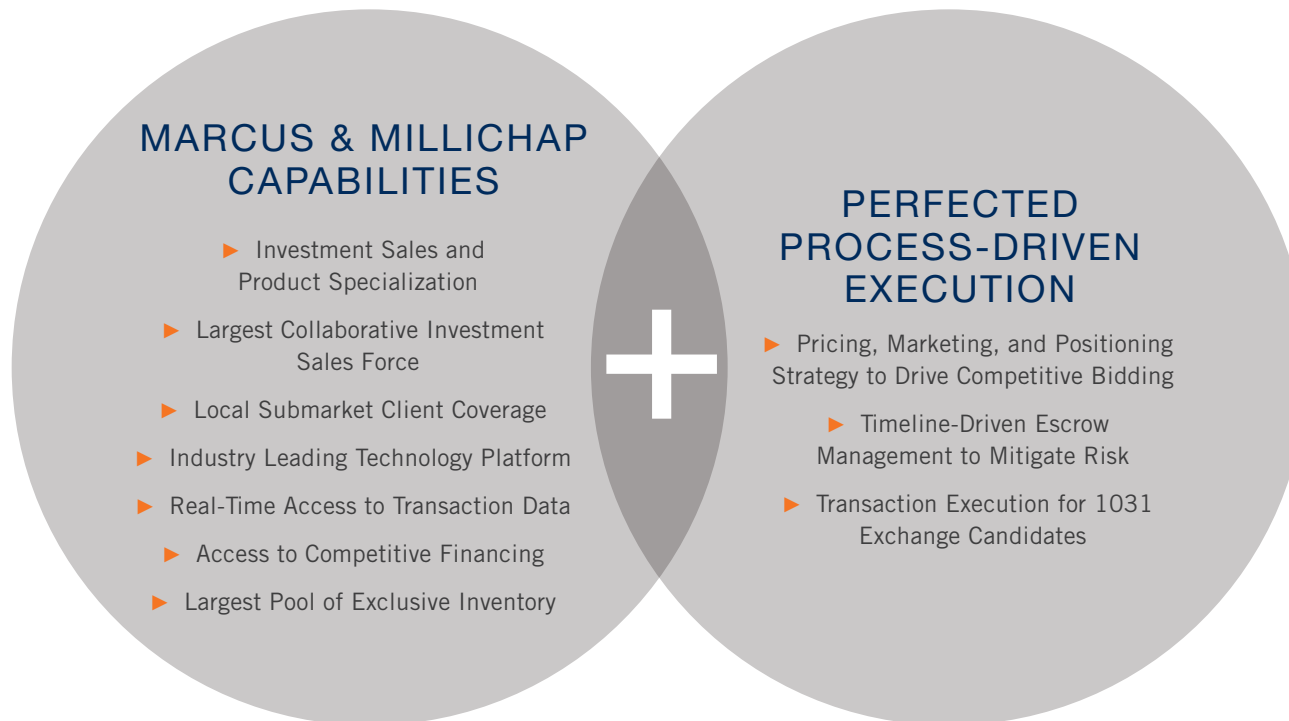 MARCUS & MILLICHAP
CAPABILITIES
► Investment Sales and
Product Specialization
► Largest Collaborative Investment
Sales Force
► Local Submarket Client Coverage
► Industry Leading Technology Platform
► Real-Time Access to Transaction Data
► Access to Competitive Financing
► Largest Pool of Exclusive Inventory
+
PERFECTED
PROCESS-DRIVEN
EXECUTION
► Pricing, Marketing, and Positioning
Strategy to Drive Competitive Bidding
► Timeline-Driven Escrow
Management to Mitigate Risk
► Transaction Execution for 1031
Exchange Candidates